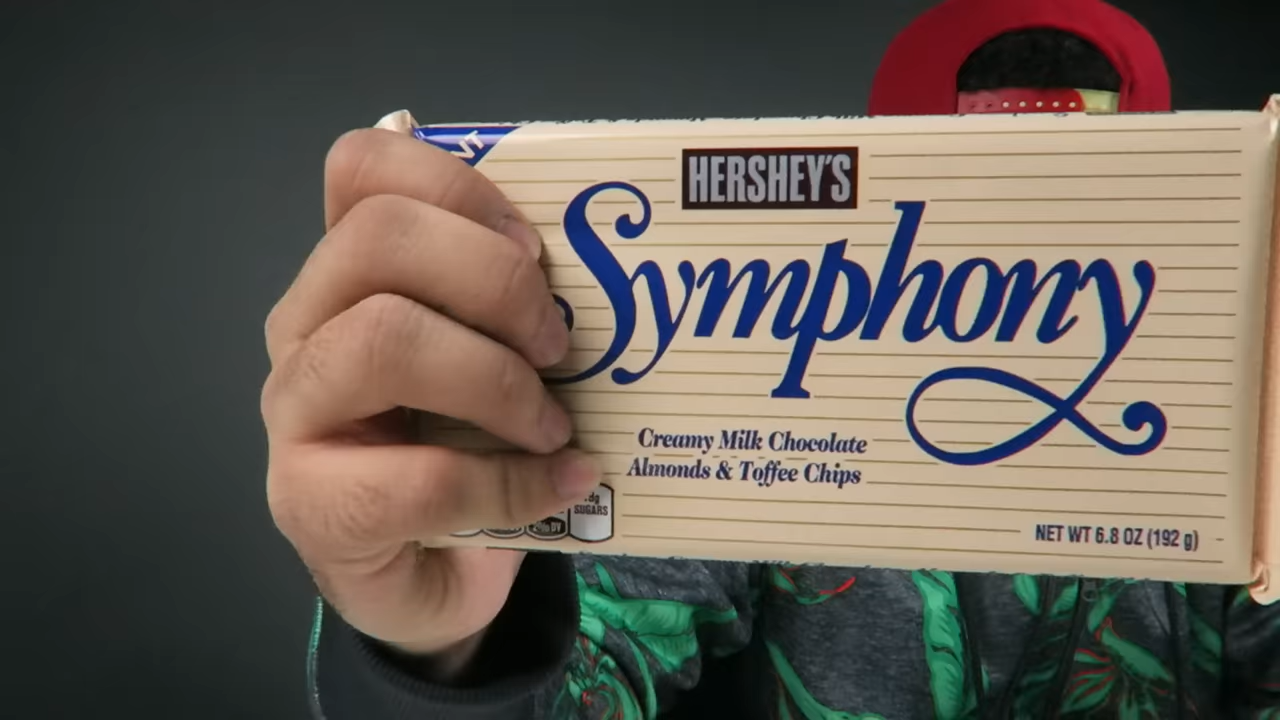 HERSHEY'S
Symphony
Creamy Milk Chocolate
Almonds & Toffee Chips
SUGARS
NET WT 6.8 OZ (192 g)